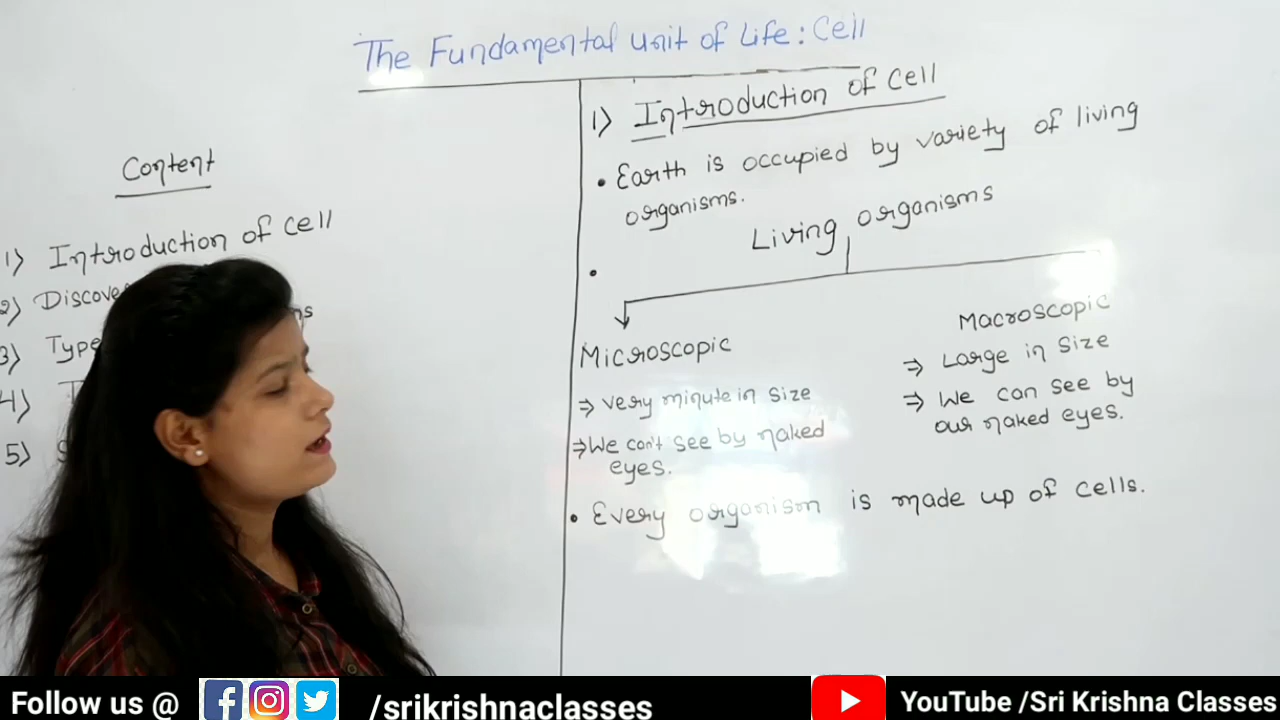 The Fundamental unit of Life : Cell
Content
1) Introduction of cell
2) Discove
3) Type
4)
5)
1) Introduction of cell
• Earth is occupied by variety of living
organisms.
Living organisms
Microscopic
⇒ very minute in size
⇒ We can't see by naked
eyes.
Macroscopic
⇒ Large in size
⇒ We can see by
our naked eyes.
• Every organism is made up of cells.
Follow us @ /srikrishnaclasses
YouTube /Sri Krishna Classes